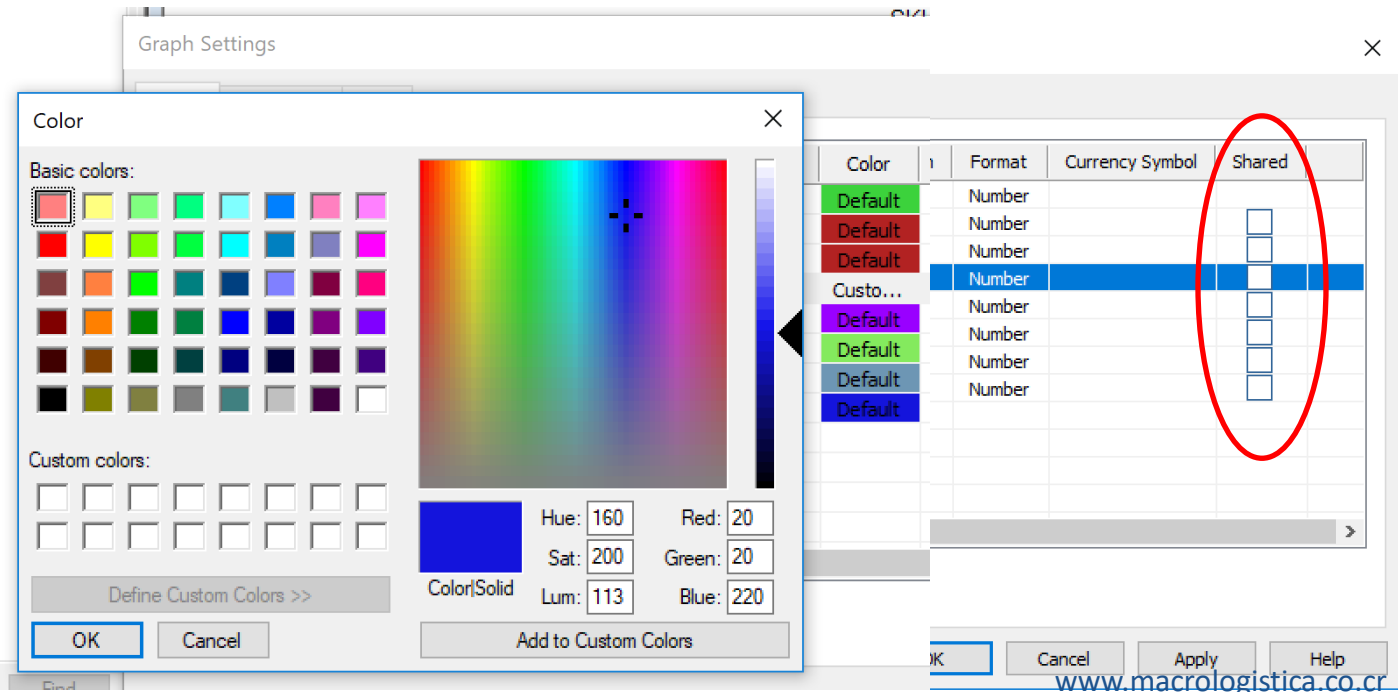 Graph Settings
Color
Basic colors:
Custom colors:
Define Custom Colors >>
OK
Cancel
Color|Solid
Hue: 160
Sat: 200
Lum: 113
Red: 20
Green: 20
Blue: 220
Add to Custom Colors
Color
Default
Default
Default
Custo...
Default
Default
Default
Default
Format
Currency Symbol
Shared
Number
Number
Number
Number
Number
Number
Number
Number
Cancel
Apply
Help
www.macrologistica.co.cr
Find